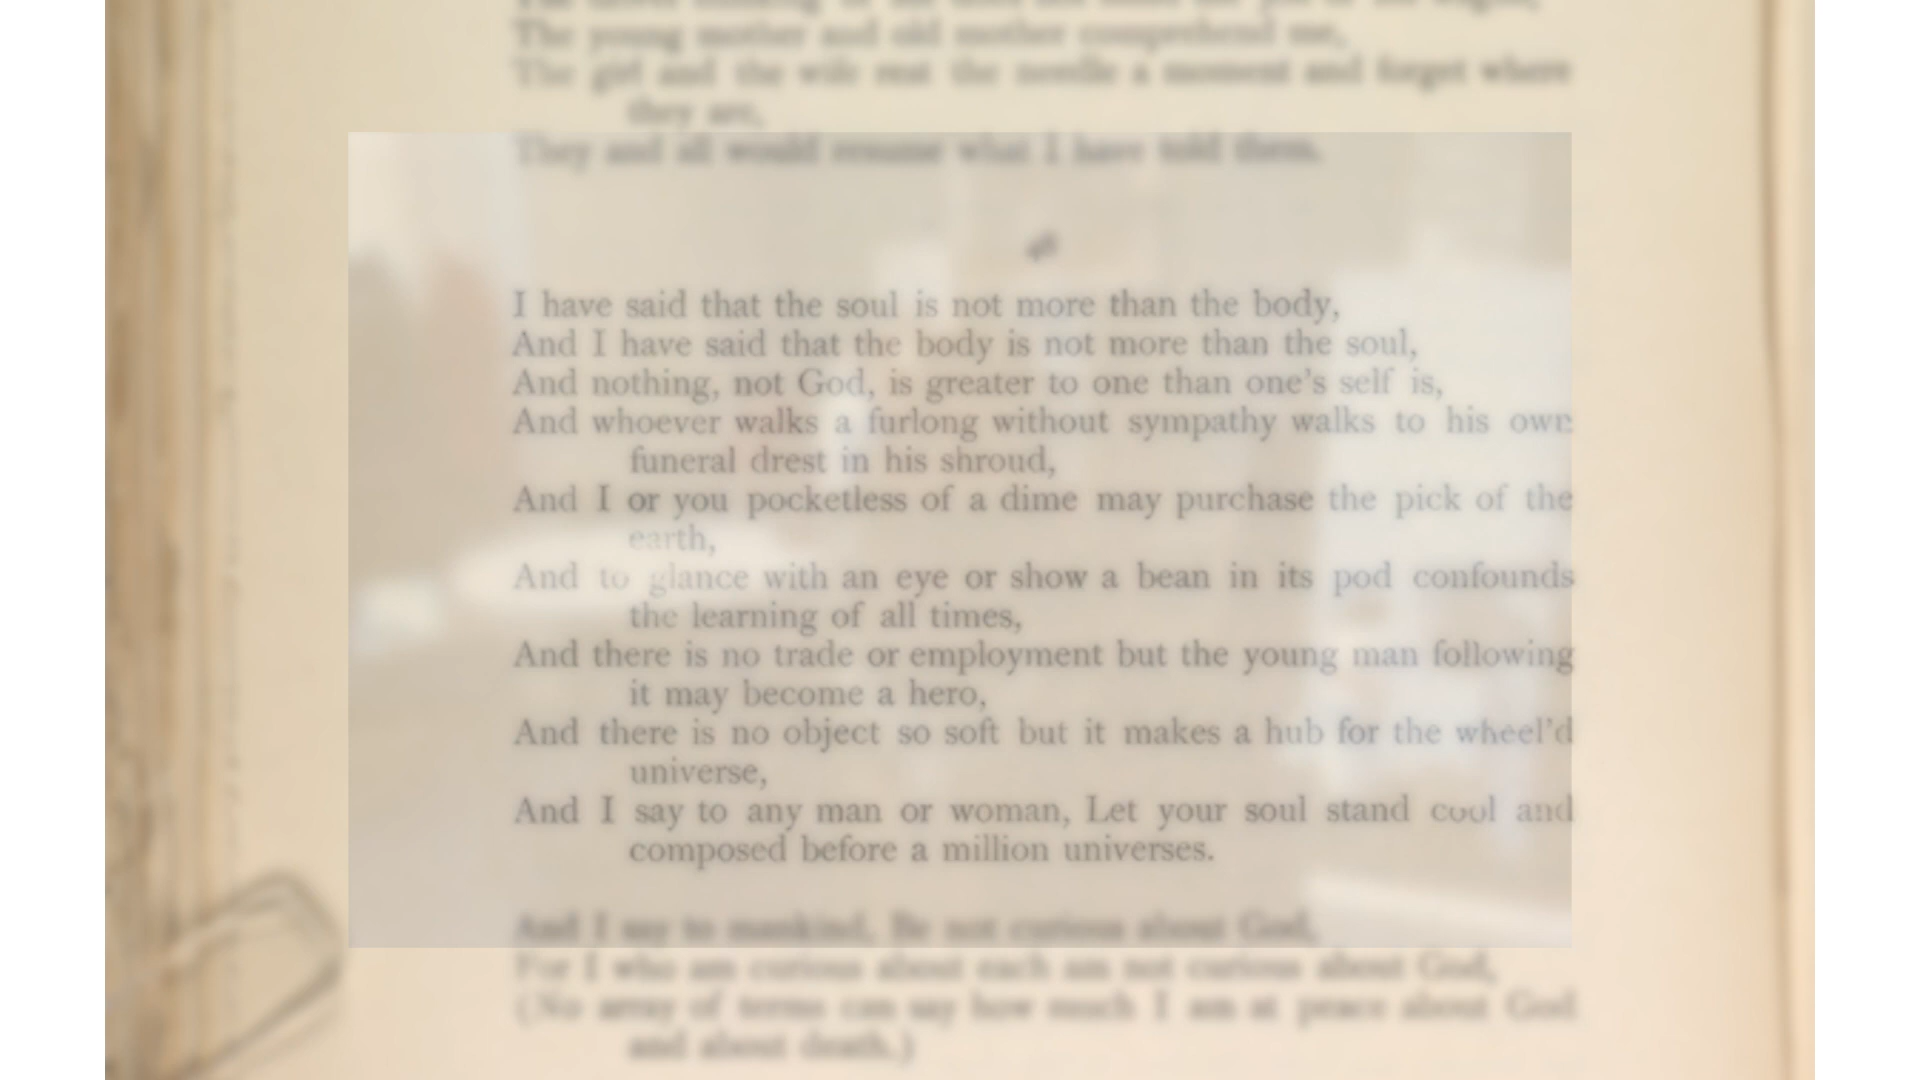 The young mother and old mother comprehend me,
The girl and the wife rest the needle a moment and forget where
they are,
They and all would resume what I have told them.
48
I have said that the soul is not more than the body,
And I have said that the body is not more than the soul,
And nothing, not God, is greater to one than one's self is,
And whoever walks a furlong without sympathy walks to his own
funeral drest in his shroud,
And I or you pocketless of a dime may purchase the pick of the
earth,
And to glance with an eye or show a bean in its pod confounds
the learning of all times,
And there is no trade or employment but the young man following
it may become a hero,
And there is no object so soft but it makes a hub for the wheel'd
universe,
And I say to any man or woman, Let your soul stand cool and
composed before a million universes.
And I say to mankind, Be not curious about God,
For I who am curious about each am not curious about God,
(No array of terms can say how much I am at peace about God
and about death.)